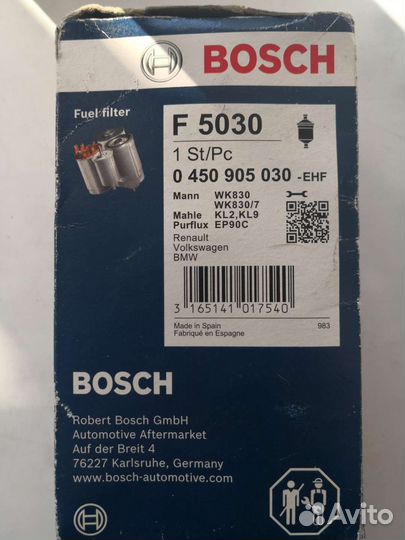 BOSCH
Fuel filter
F 5030
1 St/Pc
0 450 905 030 -EHF
Mann WK830
WK830/7
Mahle KL2,KL9
Purflux EP90C
Renault
Volkswagen
BMW
3 165141 017540
Made in Spain 983
Fabriqué en Espagne
BOSCH
Robert Bosch GmbH
Automotive Aftermarket
Auf der Breit 4
76227 Karlsruhe, Germany
www.bosch-automotive.com
Avito